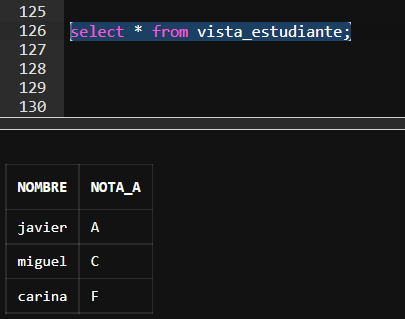 125
126 select * from vista_estudiante;
127
128
129
130
NOMBRE NOTA_A
javier A
miguel C
carina F